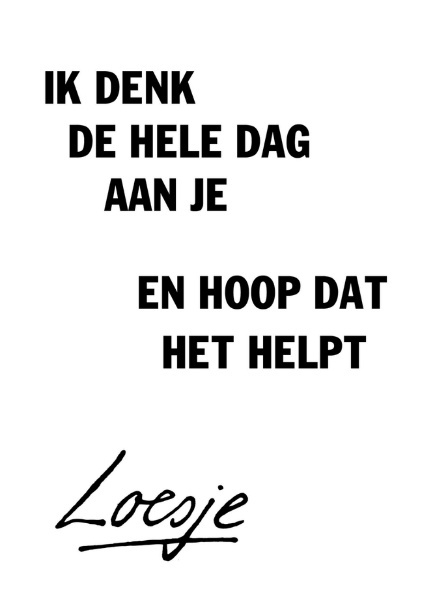 IK DENK
DE HELE DAG
AAN JE
EN HOOP DAT
HET HELPT
Loesje